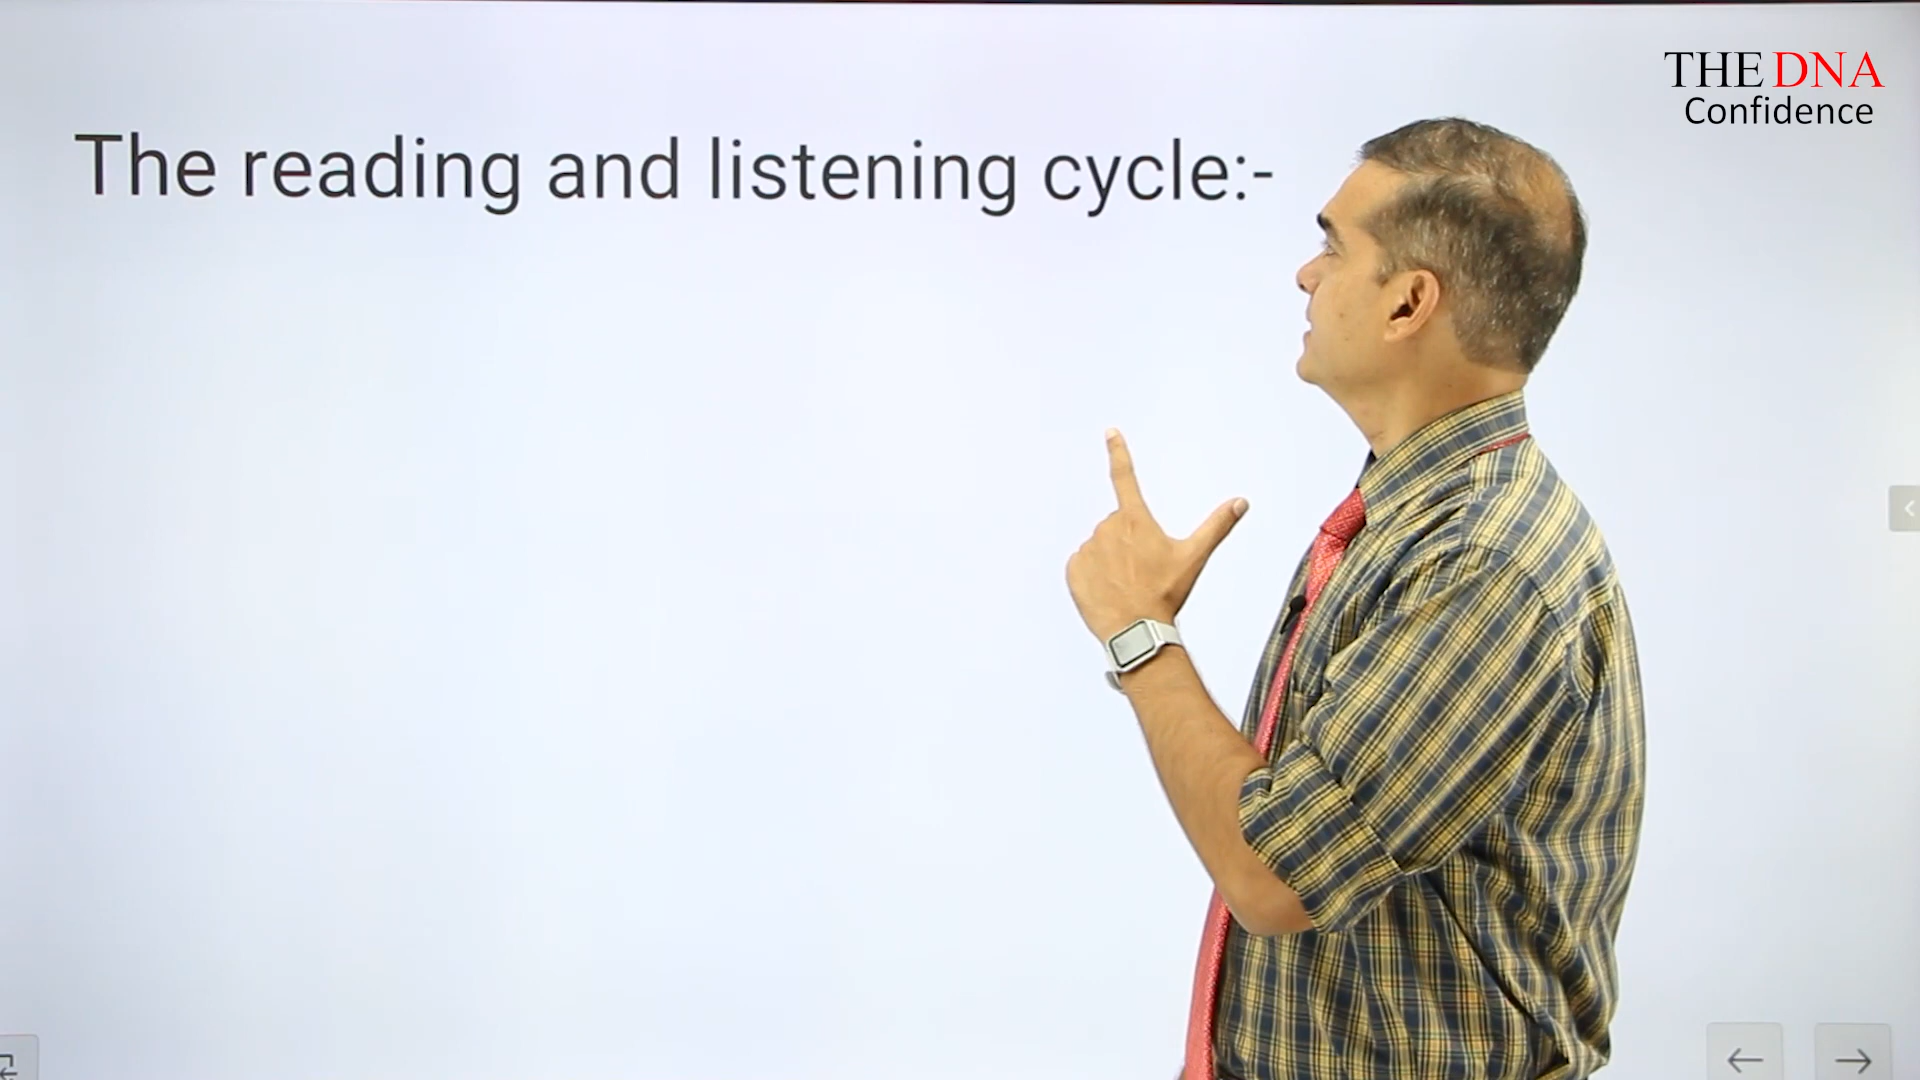 THE DNA
Confidence
The reading and listening cycle:-